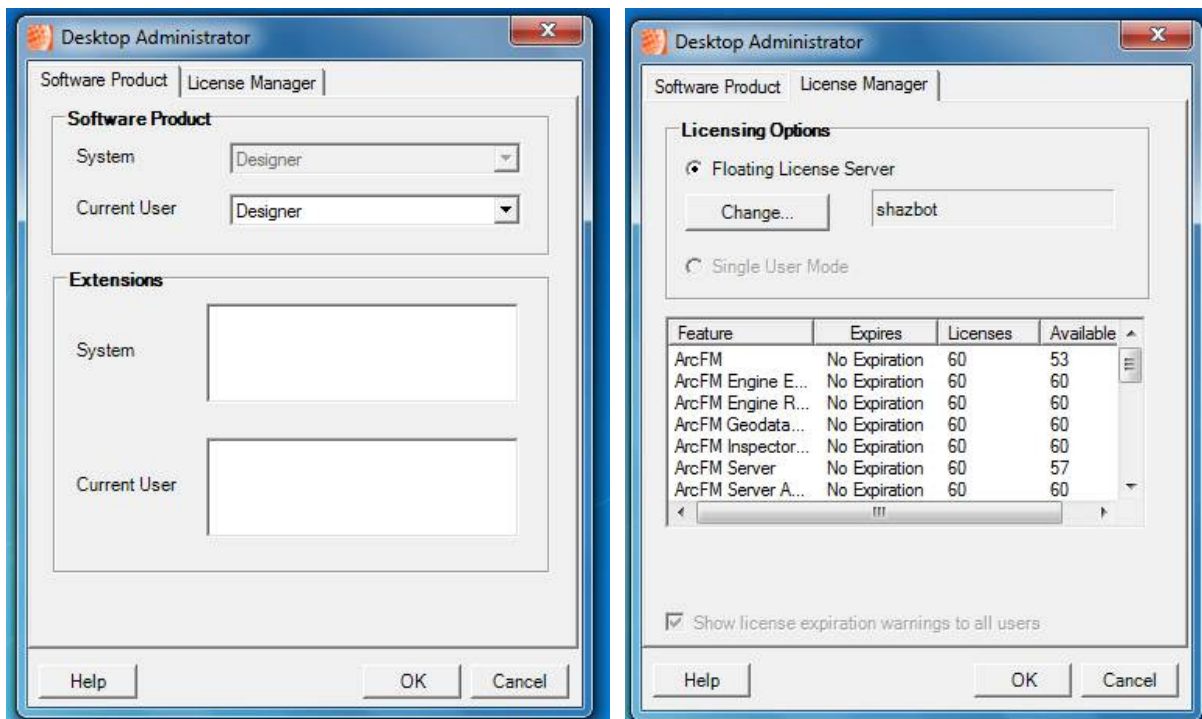 Desktop Administrator
Software Product License Manager
Software Product
System Designer
Current User Designer
Extensions
System
Current User
Help OK Cancel
Desktop Administrator
Software Product License Manager
Licensing Options
Floating License Server
Change... shazbot
Single User Mode
Feature Expires Licenses Available
ArcFM No Expiration 60 53
ArcFM Engine E... No Expiration 60 60
ArcFM Engine R... No Expiration 60 60
ArcFM Geodata... No Expiration 60 60
ArcFM Inspector... No Expiration 60 60
ArcFM Server No Expiration 60 57
ArcFM Server A... No Expiration 60 60
Show license expiration warnings to all users
Help OK Cancel